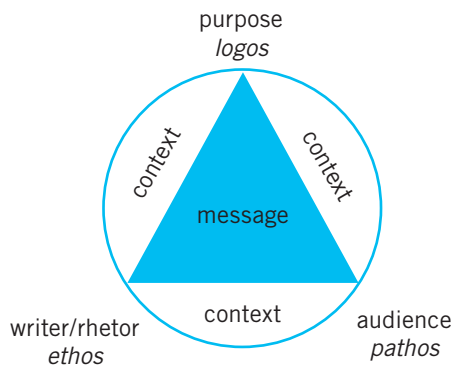 purpose
logos
context
context
message
context
writer/rhetor
ethos
audience
pathos